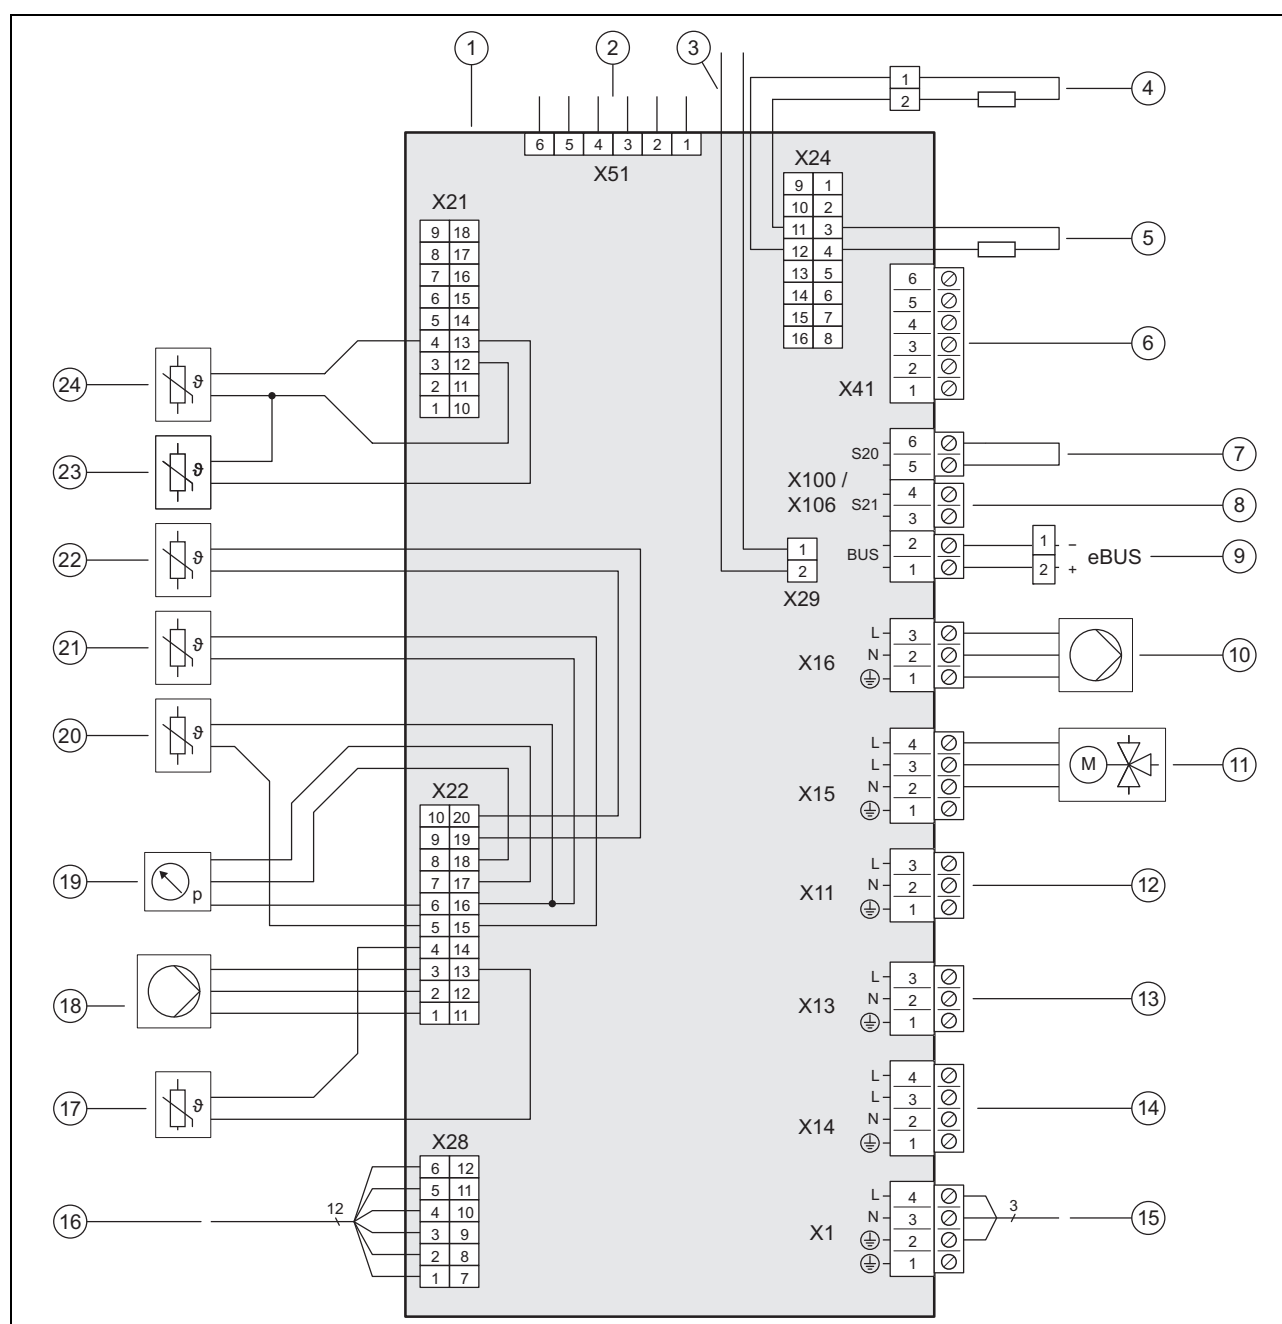 1
2
3
1
2
4
6 5 4 3 2 1
X51
X24
9 1
10 2
11 3
12 4
13 5
14 6
15 7
16 8
5
X21
9 18
8 17
7 16
6 15
5 14
4 13
3 12
2 11
1 10
6
5
4
3
2
1
X41
6
24 ϑ
23 ϑ
22 ϑ
21 ϑ
20 ϑ
S20
6
5
7
X100 /
X106
S21
4
3
8
BUS
2
1
1 –
2 +
eBUS
9
1
2
X29
X16
L 3
N 2
1
10
X15
L 4
L 3
N 2
1
M
11
X22
10 20
9 19
8 18
7 17
6 16
5 15
4 14
3 13
2 12
1 11
19 p
18
17 ϑ
X11
L 3
N 2
1
12
X13
L 3
N 2
1
13
X14
L 4
L 3
N 2
1
14
X28
6 12
5 11
4 10
3 9
2 8
1 7
16
12
X1
L 4
N 3
2
1
3
15